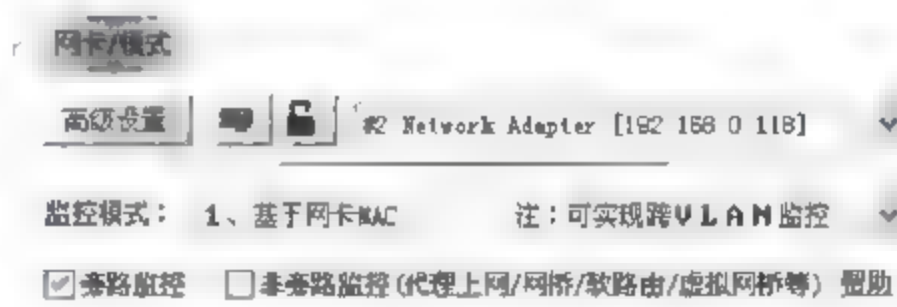 网卡/模式
高级设置 #2 Network Adapter [192 168 0 118]
监控模式： 1、基于网卡MAC 注：可实现跨VLAN监控
旁路监控 非旁路监控(代理上网/网桥/软路由/虚拟网桥等) 帮助